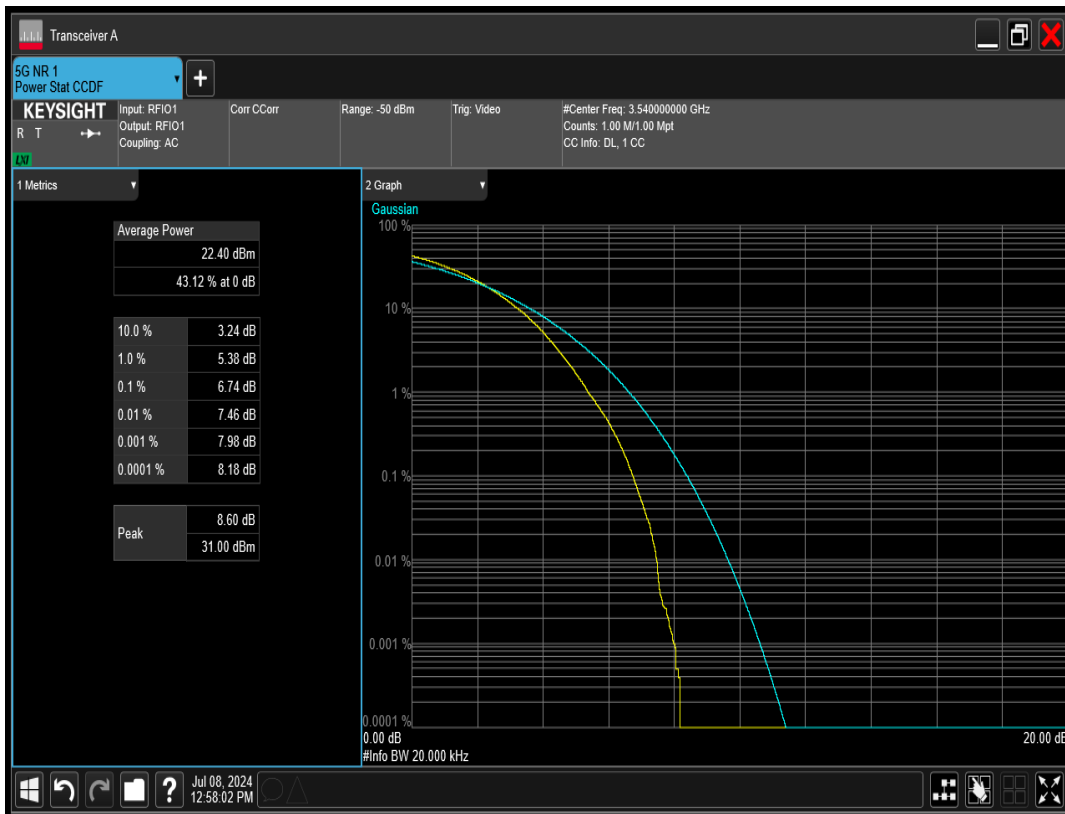 Transceiver A
5G NR 1
Power Stat CCDF
+
KEYSIGHT
R T
LXI
Input: RFIO1
Output: RFIO1
Coupling: AC
Corr CCorr
Range: -50 dBm
Trig: Video
#Center Freq: 3.540000000 GHz
Counts: 1.00 M/1.00 Mpt
CC Info: DL, 1 CC
1 Metrics
Average Power
22.40 dBm
43.12 % at 0 dB
10.0 % 3.24 dB
1.0 % 5.38 dB
0.1 % 6.74 dB
0.01 % 7.46 dB
0.001 % 7.98 dB
0.0001 % 8.18 dB
Peak
8.60 dB
31.00 dBm
2 Graph
Gaussian
100 %
10 %
1 %
0.1 %
0.01 %
0.001 %
0.0001 %
0.00 dB
20.00 dB
#Info BW 20.000 kHz
?
Jul 08, 2024
12:58:02 PM